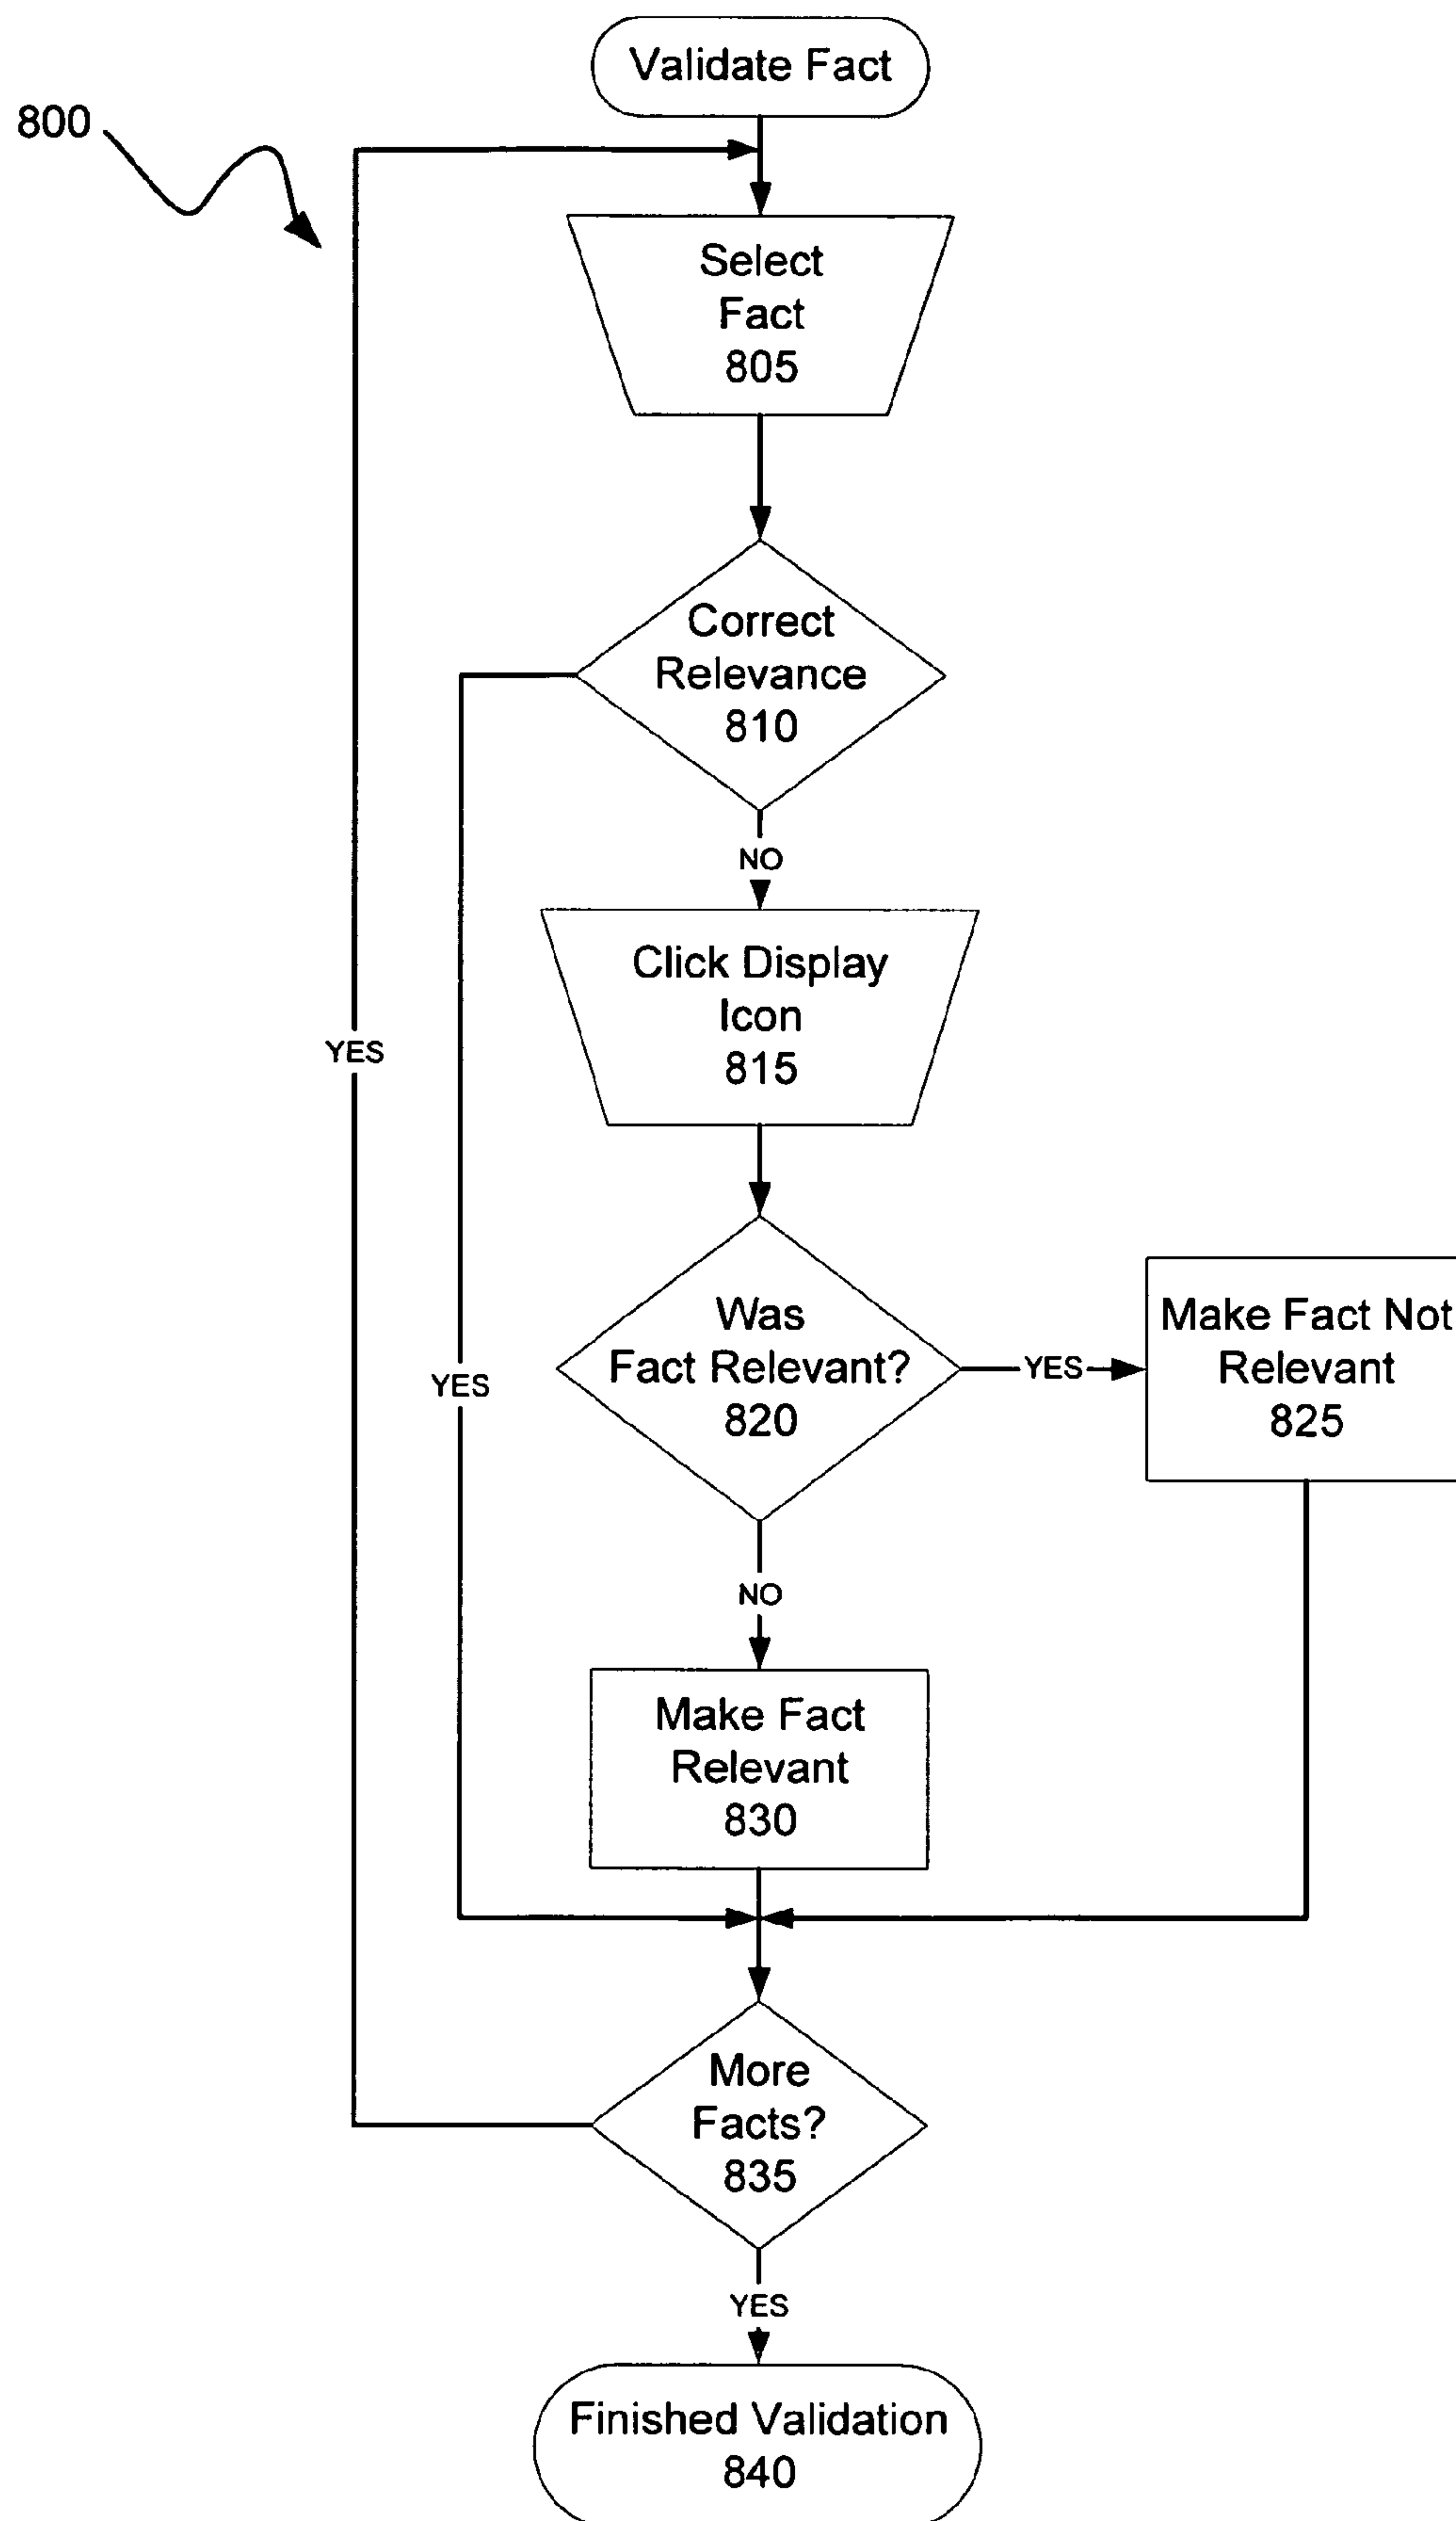 Validate Fact
800
Select
Fact
805
Correct
Relevance
810
NO
Click Display
Icon
815
YES
YES
Was
Fact Relevant?
820
YES
Make Fact Not
Relevant
825
NO
Make Fact
Relevant
830
More
Facts?
835
YES
Finished Validation
840